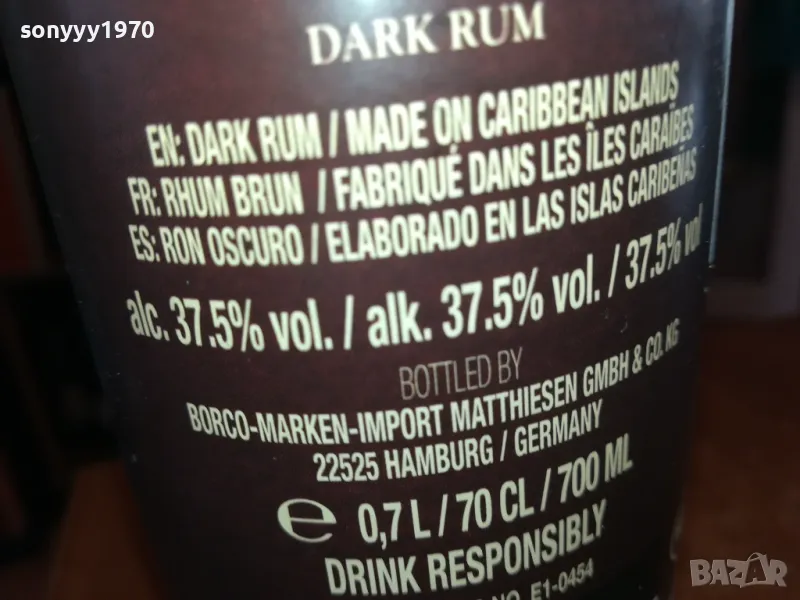 sonyyy1970
DARK RUM
EN: DARK RUM / MADE ON CARIBBEAN ISLANDS
FR: RHUM BRUN / FABRIQUÉ DANS LES ÎLES CARAÏBES
ES: RON OSCURO / ELABORADO EN LAS ISLAS CARIBEÑAS
alc. 37.5% vol. / alk. 37.5% vol. / 37.5% vol
BOTTLED BY
BORCO-MARKEN-IMPORT MATTHIESEN GMBH & CO. KG
22525 HAMBURG / GERMANY
e 0,7 L / 70 CL / 700 ML
DRINK RESPONSIBLY
NO. E1-0454
BAZAR